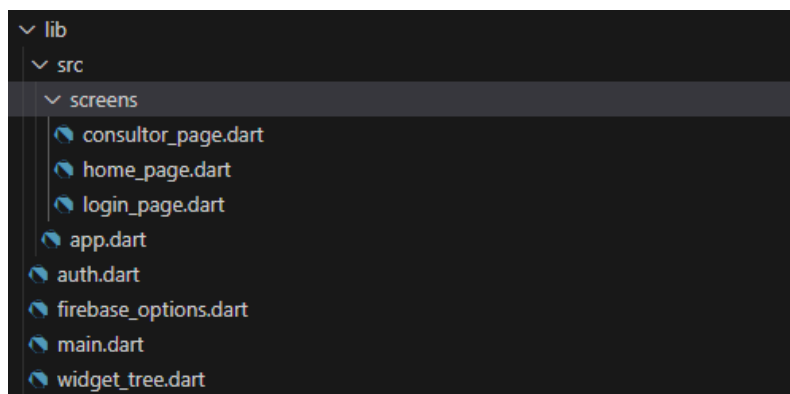 lib
src
screens
consultor_page.dart
home_page.dart
login_page.dart
app.dart
auth.dart
firebase_options.dart
main.dart
widget_tree.dart